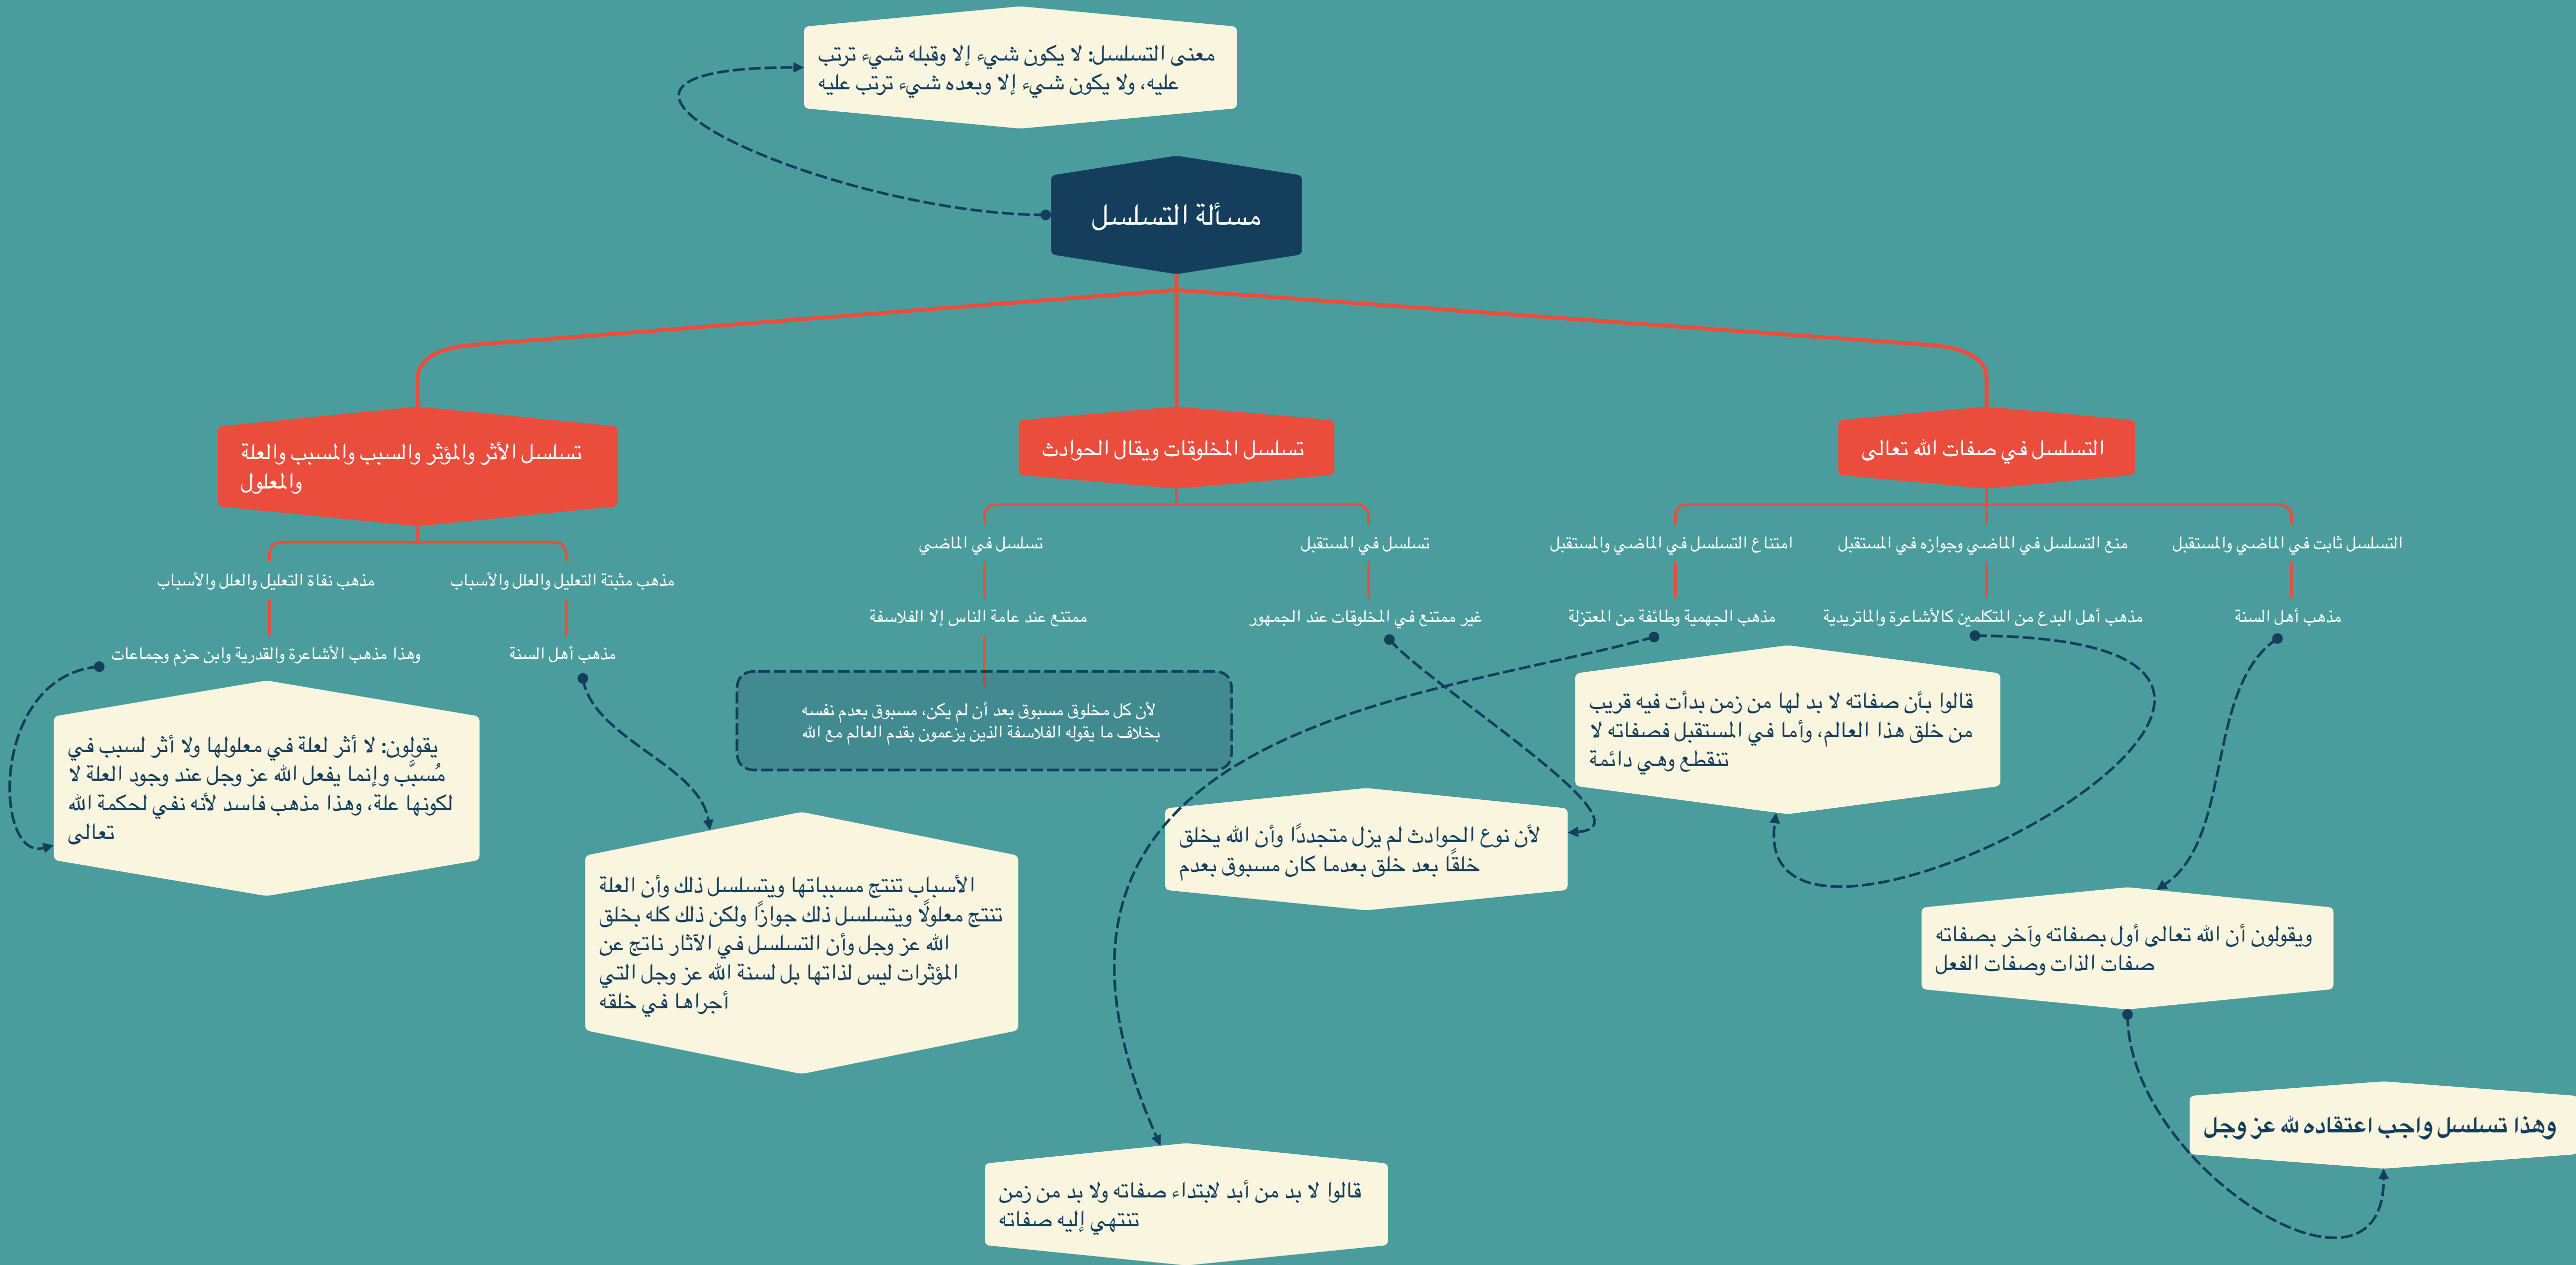 معنى التسلسل: لا يكون شيء إلا وقبله شيء ترتب
عليه، ولا يكون شيء إلا وبعده شيء ترتب عليه
مسألة التسلسل
التسلسل في صفات الله تعالى
التسلسل ثابت في الماضي والمستقبل
مذهب أهل السنة
ويقولون أن الله تعالى أول بصفاته وآخر بصفاته
صفات الذات وصفات الفعل
وهذا تسلسل واجب اعتقاده لله عز وجل
منع التسلسل في الماضي وجوازه في المستقبل
مذهب أهل البدع من المتكلمين كالأشاعرة والماتريدية
قالوا بأن صفاته لا بد لها من زمن بدأت فيه قريب
من خلق هذا العالم، وأما في المستقبل فصفاته لا
تنقطع وهي دائمة
امتناع التسلسل في الماضي والمستقبل
مذهب الجهمية وطائفة من المعتزلة
قالوا لا بد من أبد لابتداء صفاته ولا بد من زمن
تنتهي إليه صفاته
تسلسل المخلوقات ويقال الحوادث
تسلسل في المستقبل
غير ممتنع في المخلوقات عند الجمهور
لأن نوع الحوادث لم يزل متجددًا وأن الله يخلق
خلقًا بعد خلق بعدما كان مسبوق بعدم
تسلسل في الماضي
ممتنع عند عامة الناس إلا الفلاسفة
لأن كل مخلوق مسبوق بعد أن لم يكن، مسبوق بعدم نفسه
بخلاف ما يقوله الفلاسفة الذين يزعمون بقدم العالم مع الله
تسلسل الأثر والمؤثر والسبب والمسبب والعلة
والمعلول
مذهب مثبتة التعليل والعلل والأسباب
مذهب أهل السنة
الأسباب تنتج مسبباتها ويتسلسل ذلك وأن العلة
تنتج معلولًا ويتسلسل ذلك جوازًا ولكن ذلك كله بخلق
الله عز وجل وأن التسلسل في الآثار ناتج عن
المؤثرات ليس لذاتها بل لسنة الله عز وجل التي
أجراها في خلقه
مذهب نفاة التعليل والعلل والأسباب
وهذا مذهب الأشاعرة والقدرية وابن حزم وجماعات
يقولون: لا أثر لعلة في معلولها ولا أثر لسبب في
مُسبَّب وإنما يفعل الله عز وجل عند وجود العلة لا
لكونها علة، وهذا مذهب فاسد لأنه نفي لحكمة الله
تعالى